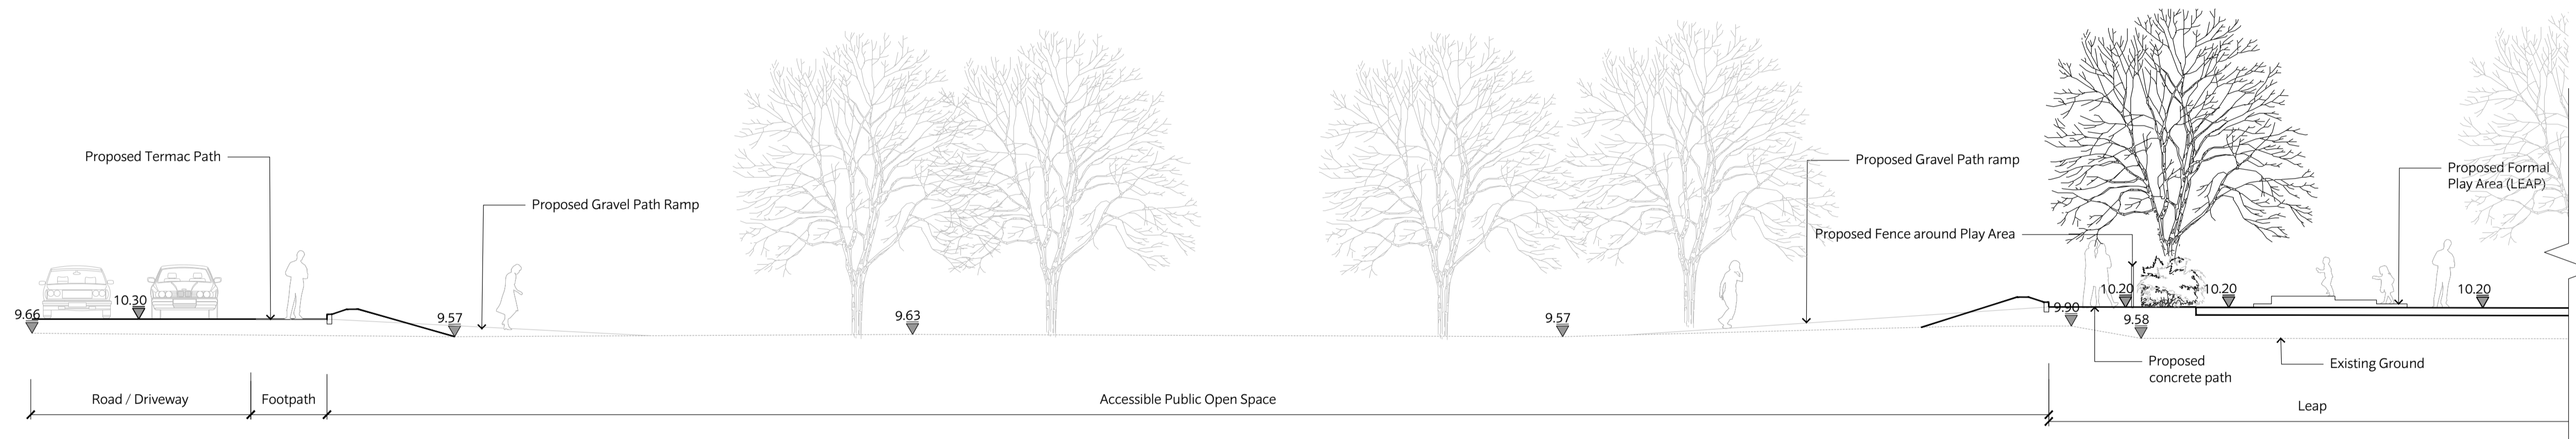 Proposed Termac Path
Proposed Gravel Path Ramp
Proposed Gravel Path ramp
Proposed Fence around Play Area
Proposed Formal
Play Area (LEAP)
9.66
10.30
9.57
9.63
9.57
9.90
10.20
9.58
10.20
10.20
Proposed
concrete path
Existing Ground
Road / Driveway
Footpath
Accessible Public Open Space
Leap